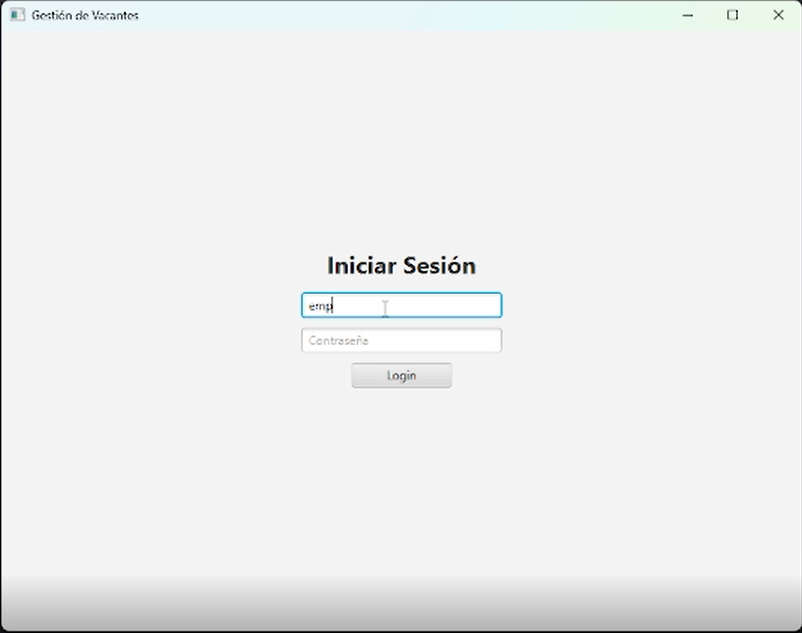 Gestión de Vacantes
Iniciar Sesión
emp
Contraseña
Login